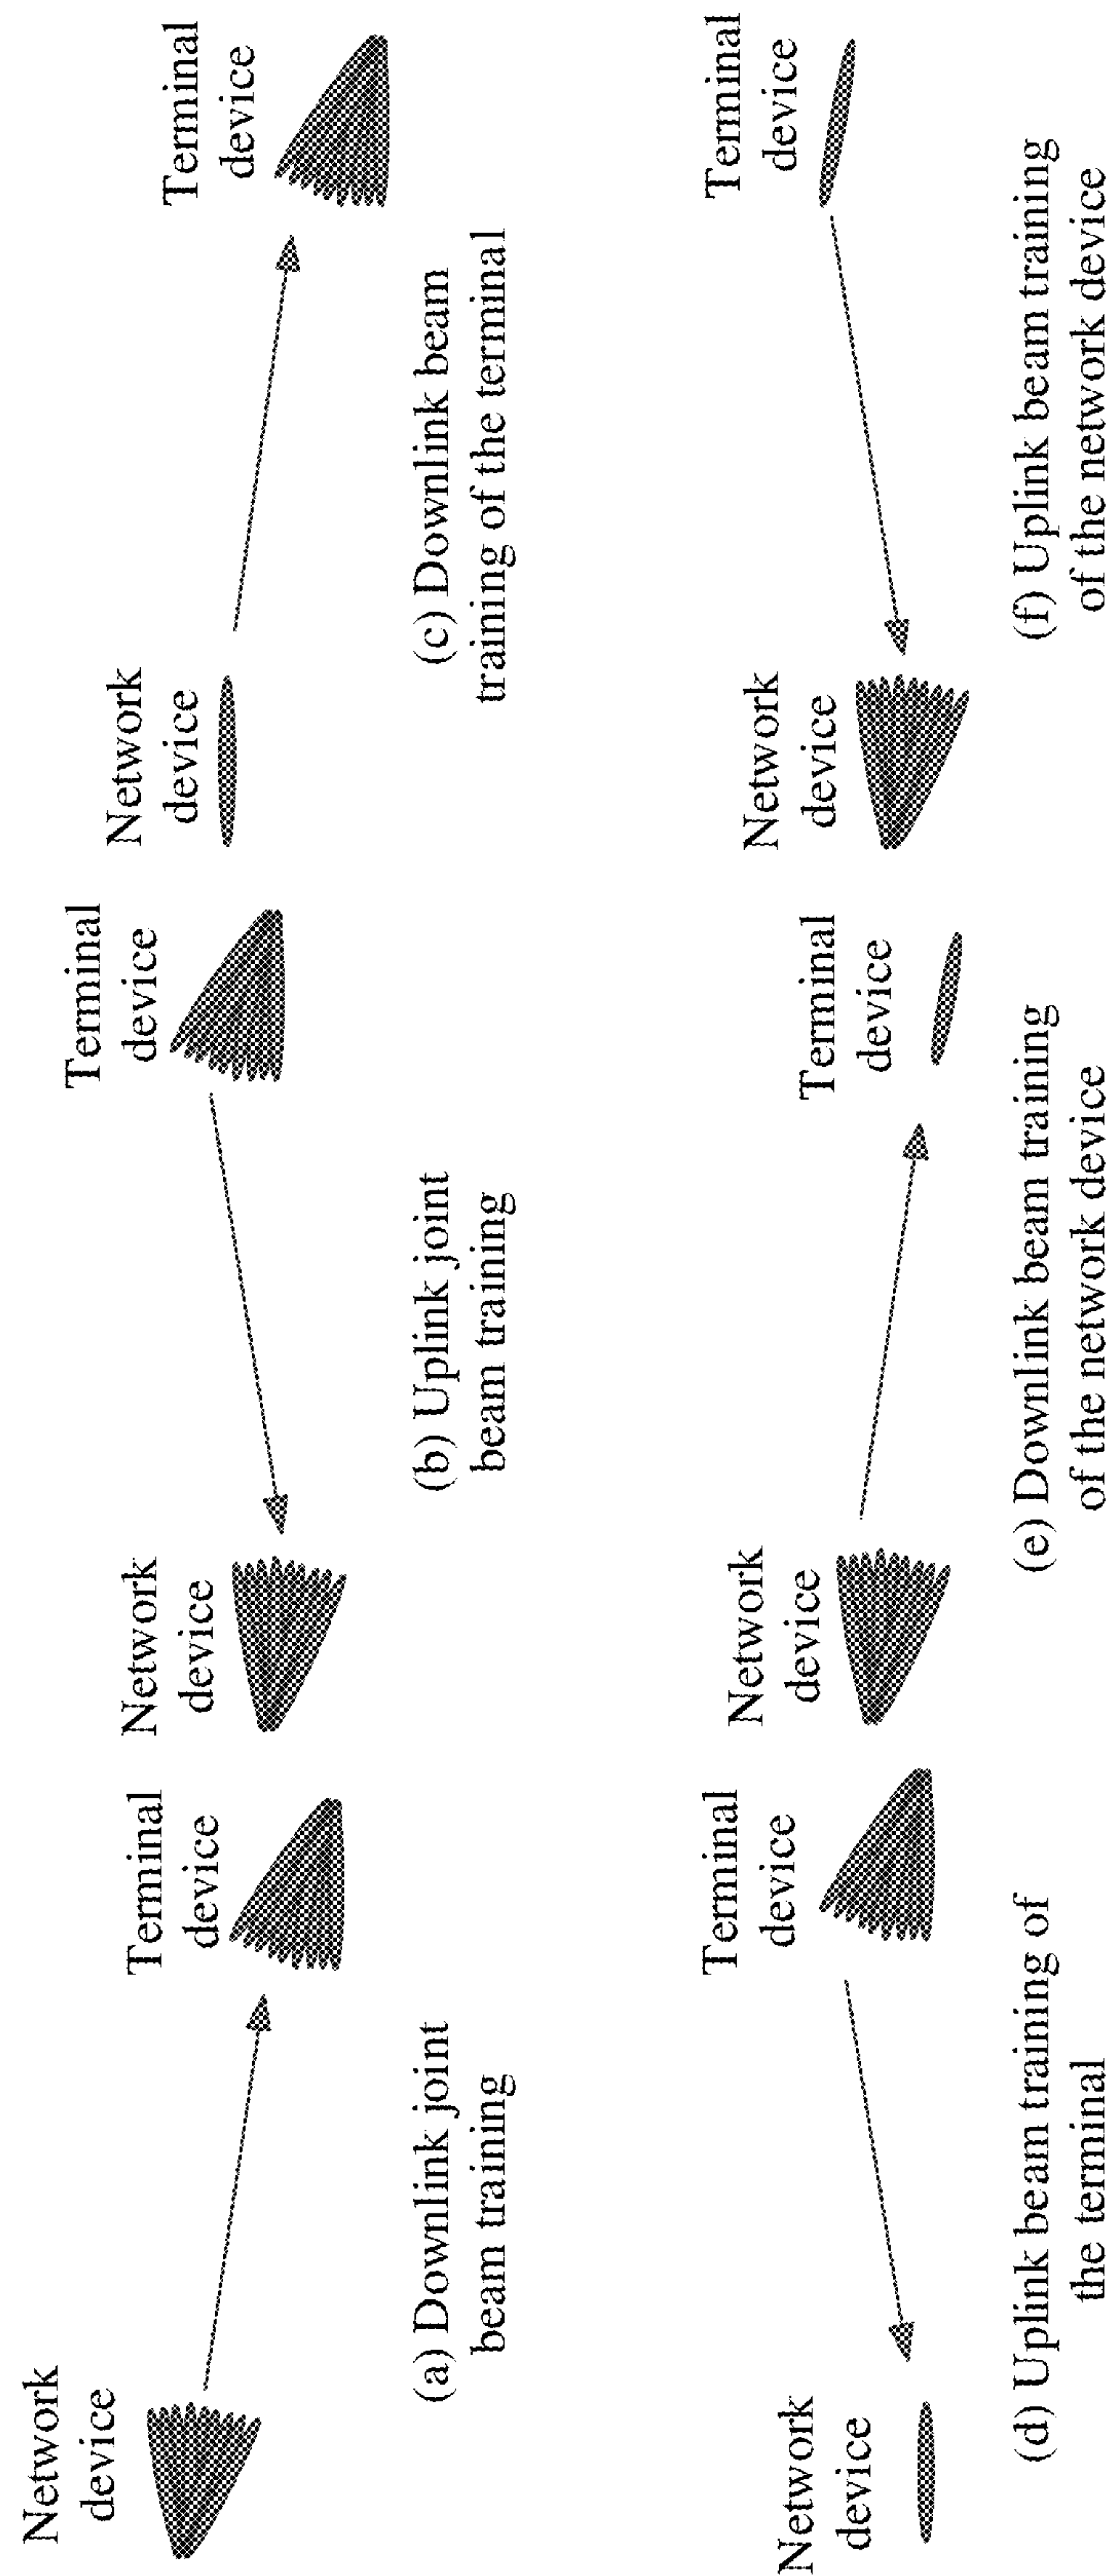 Network
device
Terminal
device
(a) Downlink joint
beam training
Network
device
Terminal
device
(b) Uplink joint
beam training
Network
device
Terminal
device
(c) Downlink beam
training of the terminal
Network
device
Terminal
device
(d) Uplink beam training of
the terminal
Network
device
Terminal
device
(e) Downlink beam training
of the network device
Network
device
Terminal
device
(f) Uplink beam training
of the network device